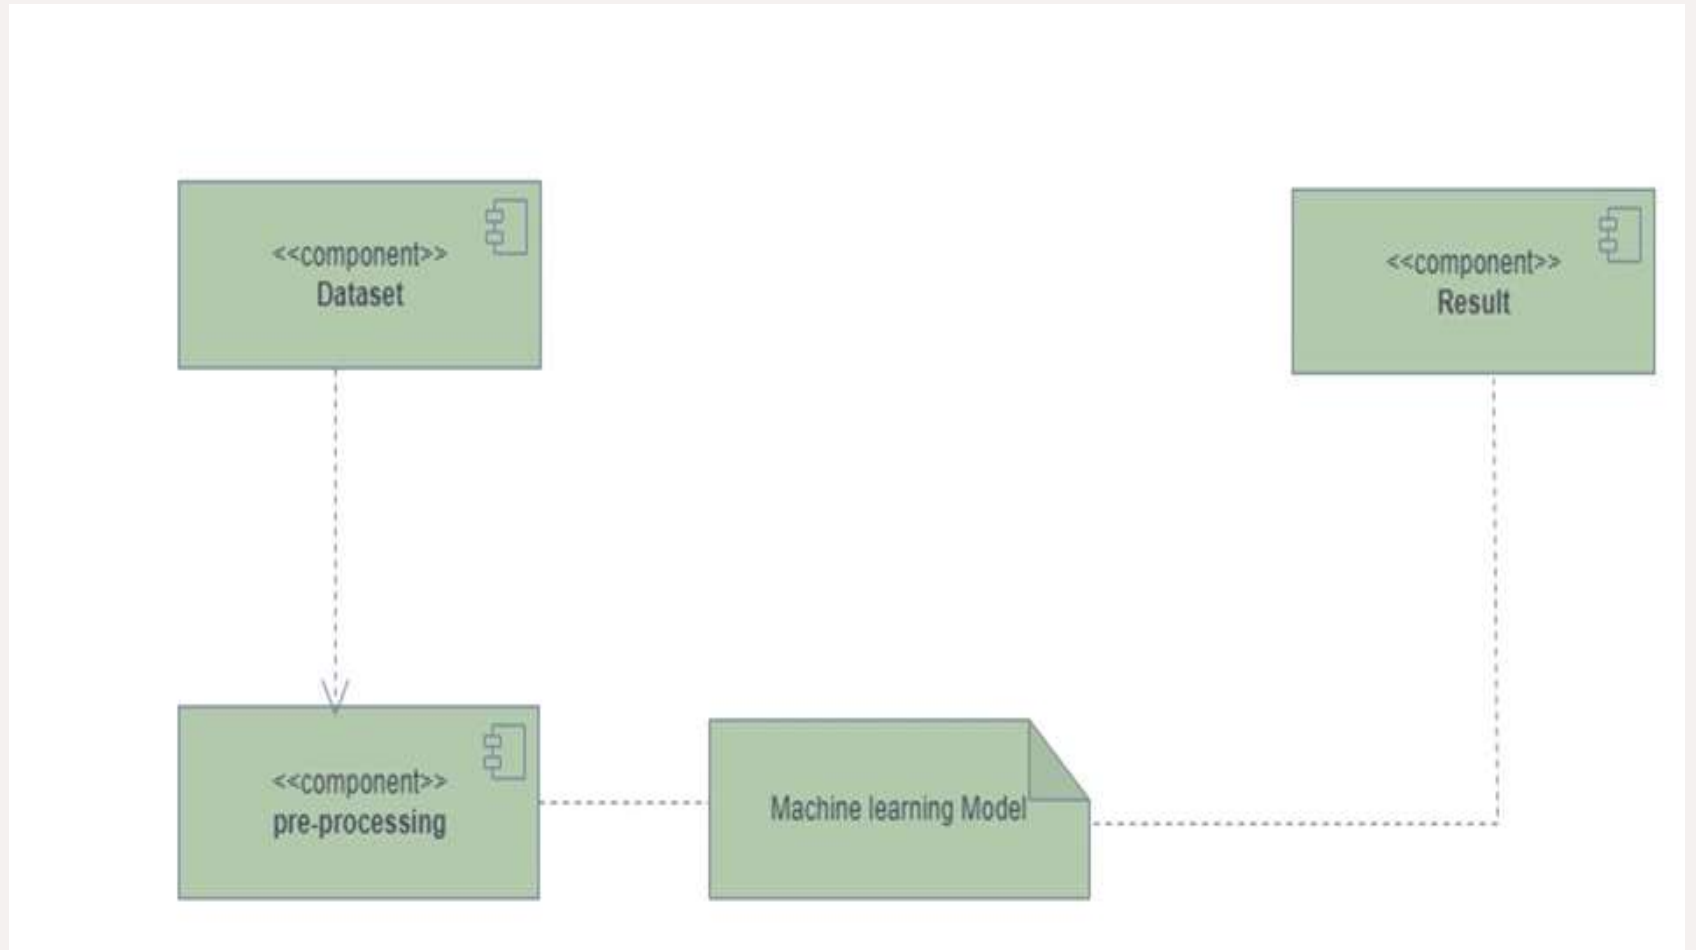 <<component>>
Dataset
<<component>>
Result
<<component>>
pre-processing
Machine learning Model